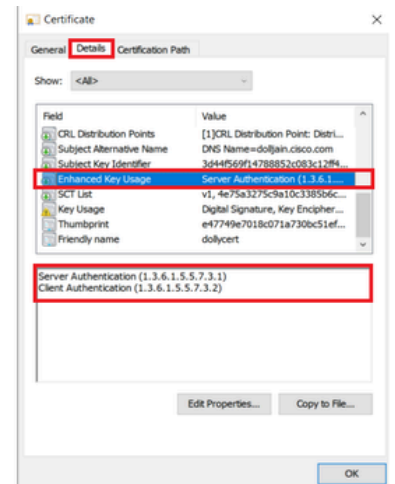 Certificate
General Details Certification Path
Show: <All>
Field Value
CRL Distribution Points [1]CRL Distribution Point: Distri...
Subject Alternative Name DNS Name=dolljain.cisco.com
Subject Key Identifier 3d44f569f14788852c083c12ff4...
Enhanced Key Usage Server Authentication (1.3.6.1....
SCT List v1, 4e75a3275c9a10c3385b6c...
Key Usage Digital Signature, Key Encipher...
Thumbprint e47749e7018c071a730bc51ef...
Friendly name dollycert
Server Authentication (1.3.6.1.5.5.7.3.1)
Client Authentication (1.3.6.1.5.5.7.3.2)
Edit Properties... Copy to File...
OK